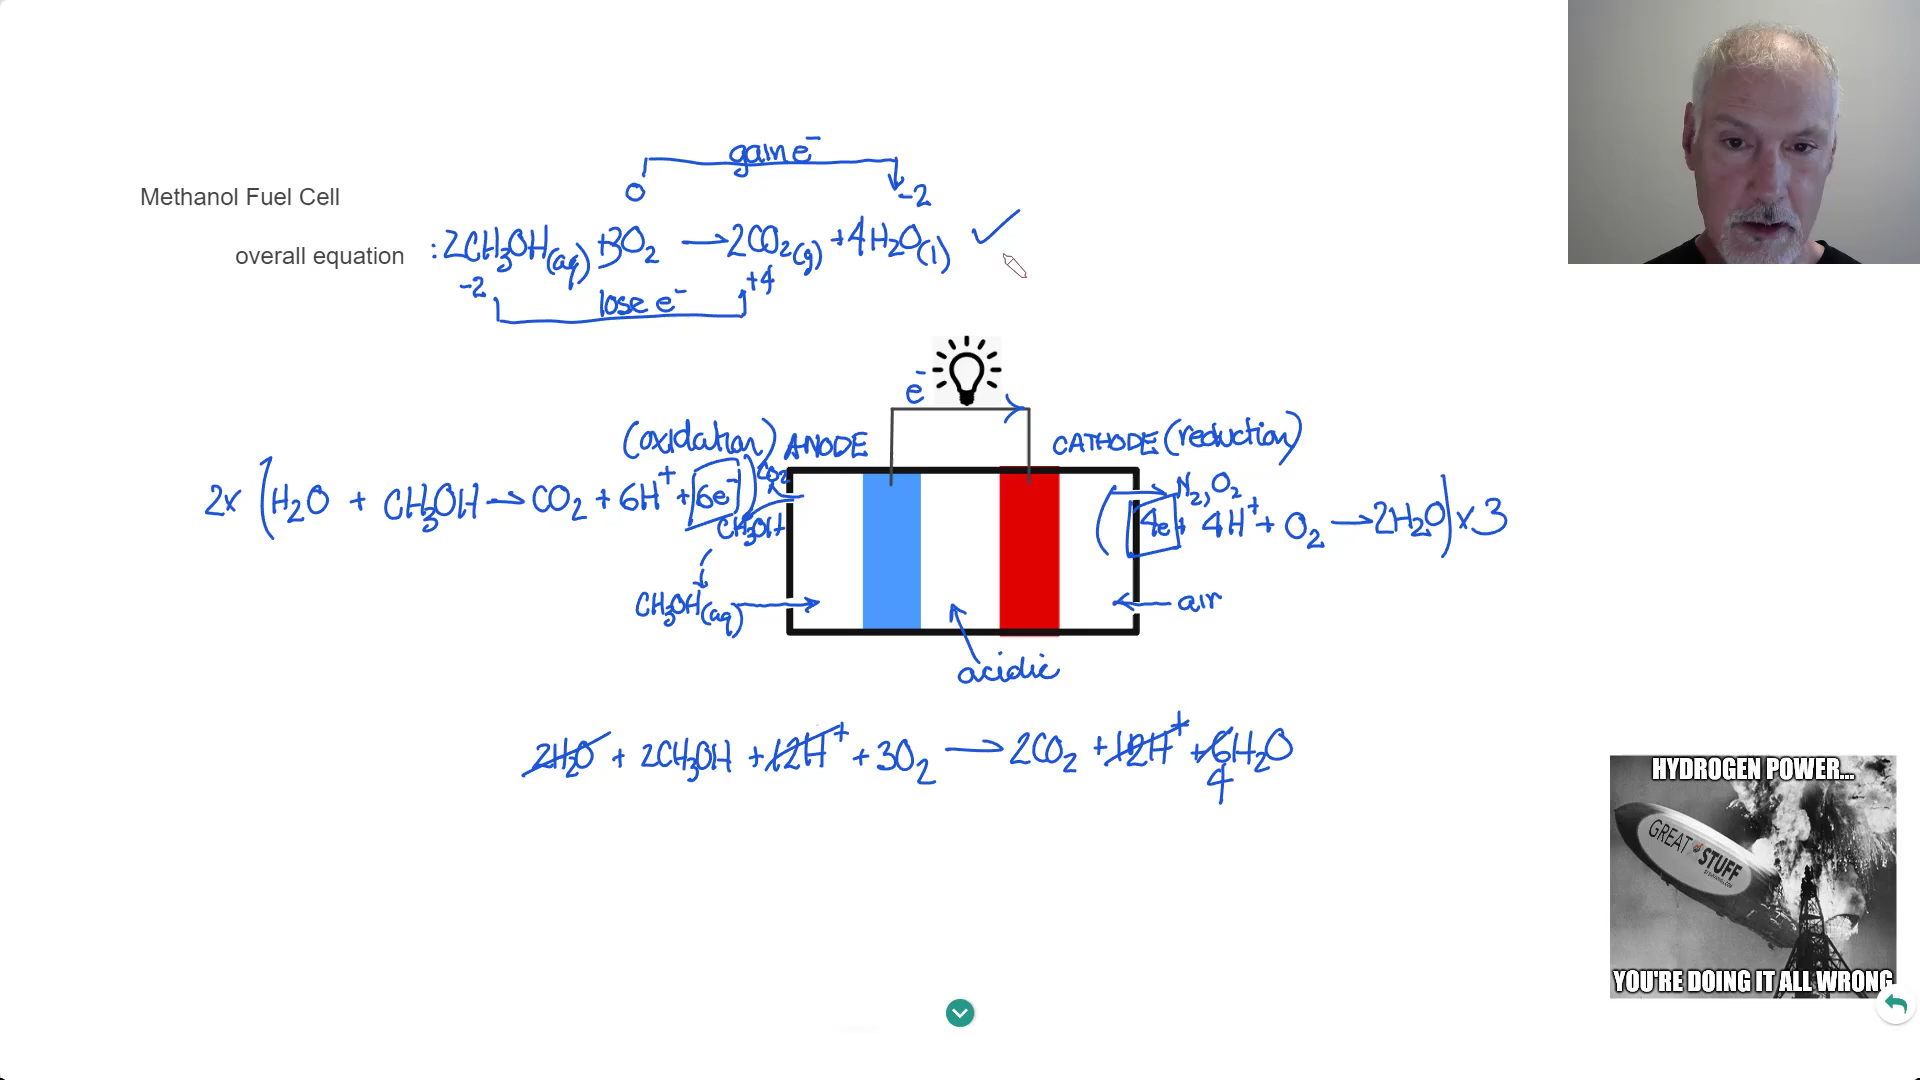 gain e⁻
0
-2
Methanol Fuel Cell
overall equation : 2CH₃OH(aq) + 3O₂ → 2CO₂(g) + 4H₂O(l) ✓
-2
+4
lose e⁻
e⁻
(oxidation) ANODE
CATHODE (reduction)
2x (H₂O + CH₃OH → CO₂ + 6H⁺ + 6e⁻)
CO₂
CH₃OH
N₂, O₂
(4e⁻ + 4H⁺ + O₂ → 2H₂O) x 3
CH₃OH(aq)
air
acidic
2H₂O + 2CH₃OH + 12H⁺ + 3O₂ → 2CO₂ + 12H⁺ + 6H₂O
4
HYDROGEN POWER...
GREAT STUFF
YOU'RE DOING IT ALL WRONG